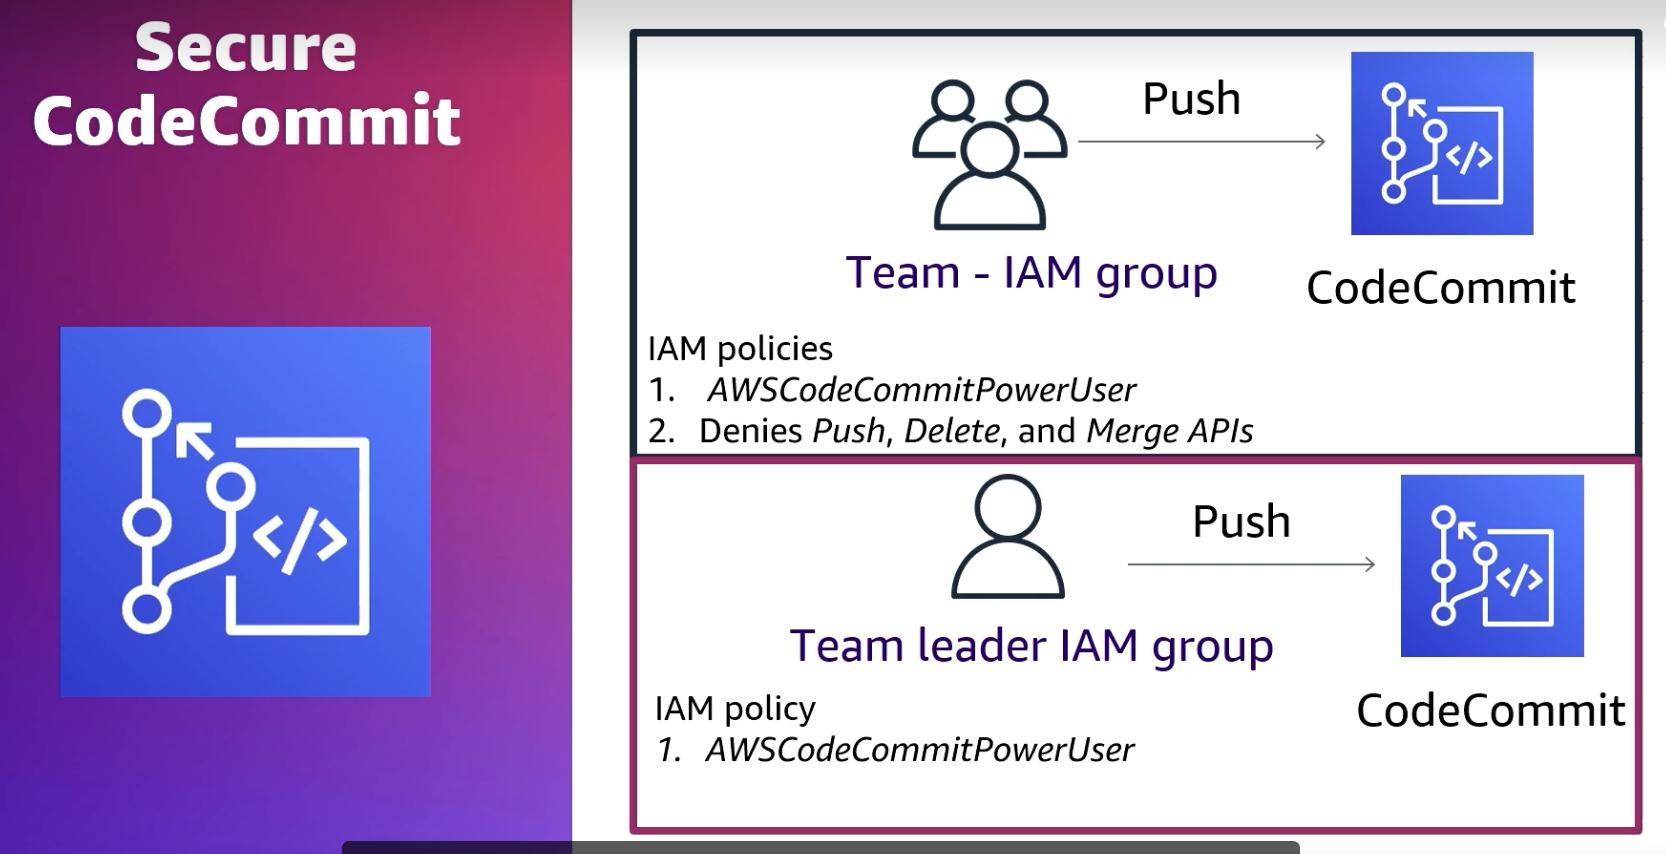 Secure
CodeCommit
Push
Team - IAM group
CodeCommit
IAM policies
1. AWSCodeCommitPowerUser
2. Denies Push, Delete, and Merge APIs
Push
Team leader IAM group
CodeCommit
IAM policy
1. AWSCodeCommitPowerUser